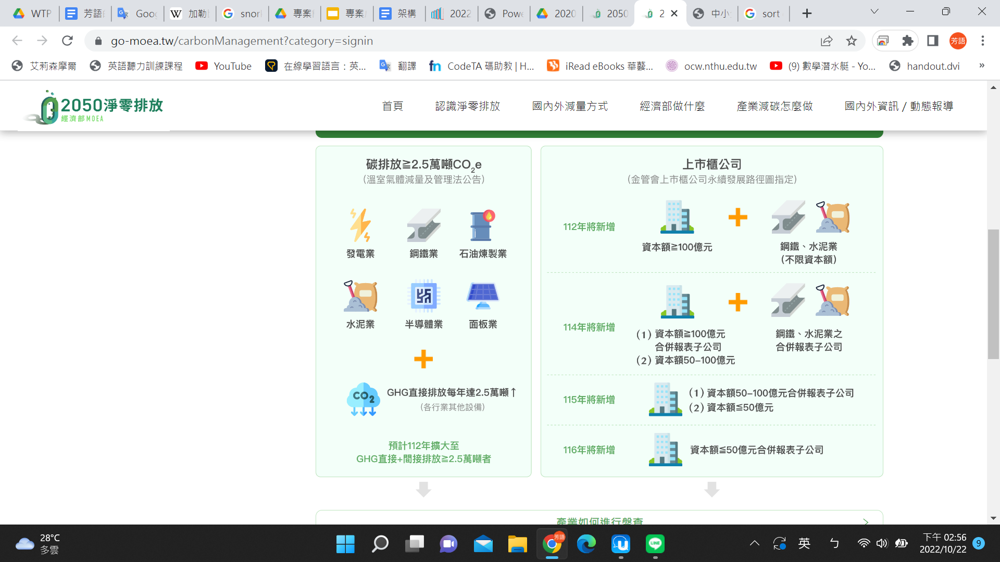 WTP
芳語
Goo
加勒
snor
專案
專案
架構
2022
Pow
2020
2050
2
中小
sort
go-moea.tw/carbonManagement?category=signin
芳語
艾莉森摩爾
英語聽力訓練課程
YouTube
在線學習語言：英...
翻譯
CodeTA 碼助教 | H...
iRead eBooks 華藝...
ocw.nthu.edu.tw
(9) 數學潛水艇 - Yo...
handout.dvi
»
2050淨零排放
經濟部MOEA
首頁
認識淨零排放
國內外減量方式
經濟部做什麼
產業減碳怎麼做
國內外資訊 / 動態報導
碳排放≧2.5萬噸CO₂e
(溫室氣體減量及管理法公告)
發電業
鋼鐵業
石油煉製業
水泥業
半導體業
面板業
CO2
GHG直接排放每年達2.5萬噸↑
(各行業其他設備)
預計112年擴大至
GHG直接+間接排放≧2.5萬噸者
上市櫃公司
(金管會上市櫃公司永續發展路徑圖指定)
112年將新增
資本額≧100億元
鋼鐵、水泥業
(不限資本額)
114年將新增
(1) 資本額≧100億元
合併報表子公司
(2) 資本額50–100億元
鋼鐵、水泥業之
合併報表子公司
115年將新增
(1) 資本額50–100億元合併報表子公司
(2) 資本額≦50億元
116年將新增
資本額≦50億元合併報表子公司
產業如何進行盤查
28°C
多雲
芳語
LINE
英
ㄅ
下午 02:56
2022/10/22
9